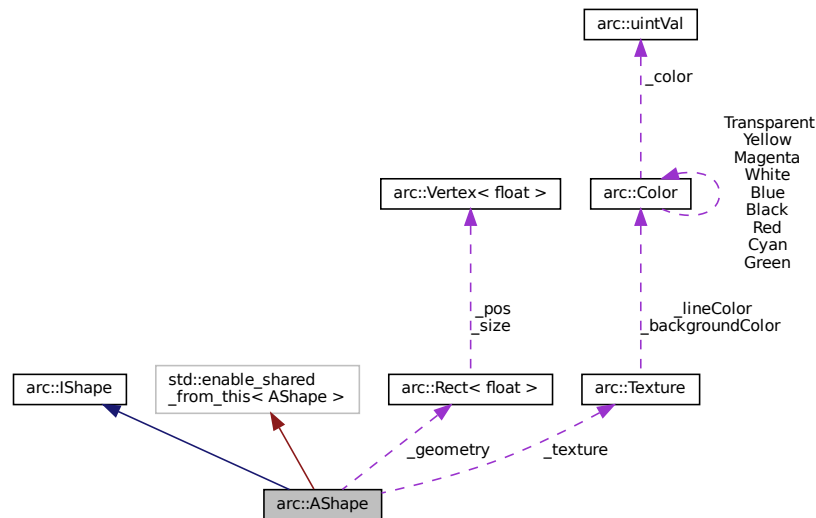 arc::uintVal
_color
Transparent
Yellow
Magenta
White
Blue
Black
Red
Cyan
Green
arc::Vertex< float >
arc::Color
_pos
_size
_lineColor
_backgroundColor
arc::IShape
std::enable_shared
_from_this< AShape >
arc::Rect< float >
arc::Texture
_geometry
_texture
arc::AShape